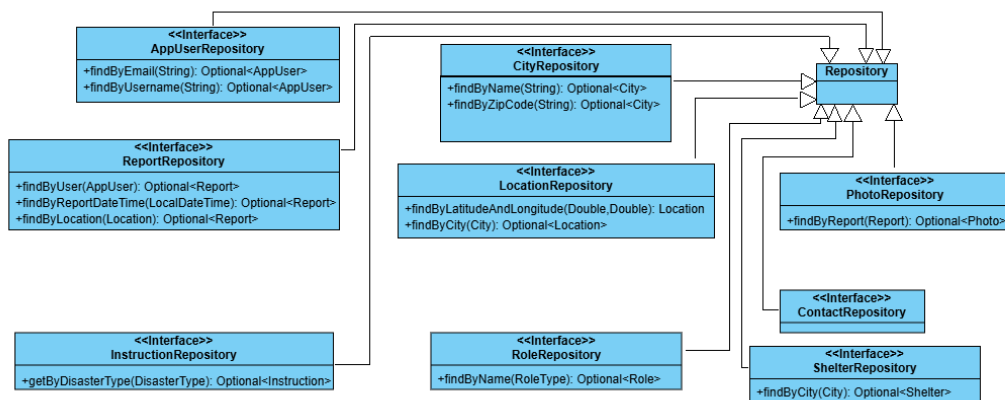 <<Interface>>
AppUserRepository
+findByEmail(String): Optional<AppUser>
+findByUsername(String): Optional<AppUser>
<<Interface>>
CityRepository
+findByName(String): Optional<City>
+findByZipCode(String): Optional<City>
Repository
<<Interface>>
ReportRepository
+findByUser(AppUser): Optional<Report>
+findByReportDateTime(LocalDateTime): Optional<Report>
+findByLocation(Location): Optional<Report>
<<Interface>>
LocationRepository
+findByLatitudeAndLongitude(Double,Double): Location
+findByCity(City): Optional<Location>
<<Interface>>
PhotoRepository
+findByReport(Report): Optional<Photo>
<<Interface>>
ContactRepository
<<Interface>>
InstructionRepository
+getByDisasterType(DisasterType): Optional<Instruction>
<<Interface>>
RoleRepository
+findByName(RoleType): Optional<Role>
<<Interface>>
ShelterRepository
+findByCity(City): Optional<Shelter>